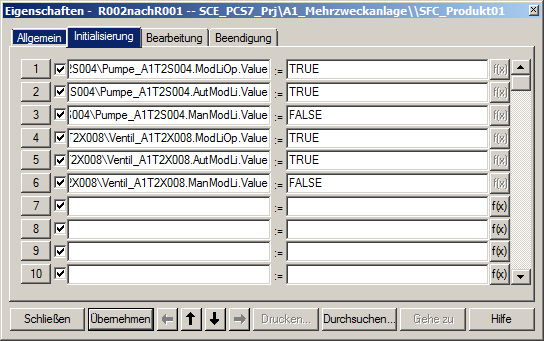 Eigenschaften - R002nachR001 -- SCE_PCS7_Prj\A1_Mehrzweckanlage\\SFC_Produkt01
Allgemein Initialisierung Bearbeitung Beendigung
1 2S004\Pumpe_A1T2S004.ModLiOp.Value := TRUE f(x)
2 S004\Pumpe_A1T2S004.AutModLi.Value := TRUE f(x)
3 S004\Pumpe_A1T2S004.ManModLi.Value := FALSE f(x)
4 T2X008\Ventil_A1T2X008.ModLiOp.Value := TRUE f(x)
5 2X008\Ventil_A1T2X008.AutModLi.Value := TRUE f(x)
6 2X008\Ventil_A1T2X008.ManModLi.Value := FALSE f(x)
7 := f(x)
8 := f(x)
9 := f(x)
10 := f(x)
Schließen Übernehmen Drucken... Durchsuchen... Gehe zu Hilfe